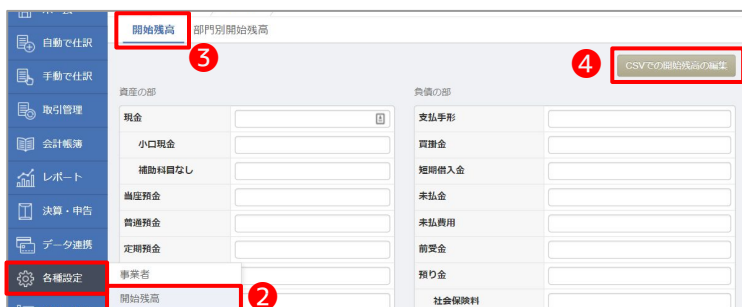 ホーム
自動で仕訳
手動で仕訳
取引管理
会計帳簿
レポート
決算・申告
データ連携
各種設定
事業者
開始残高
2
開始残高 部門別開始残高
3
4
CSVでの開始残高の編集
資産の部
現金
小口現金
補助科目なし
当座預金
普通預金
定期預金
負債の部
支払手形
買掛金
短期借入金
未払金
未払費用
前受金
預り金
社会保険料